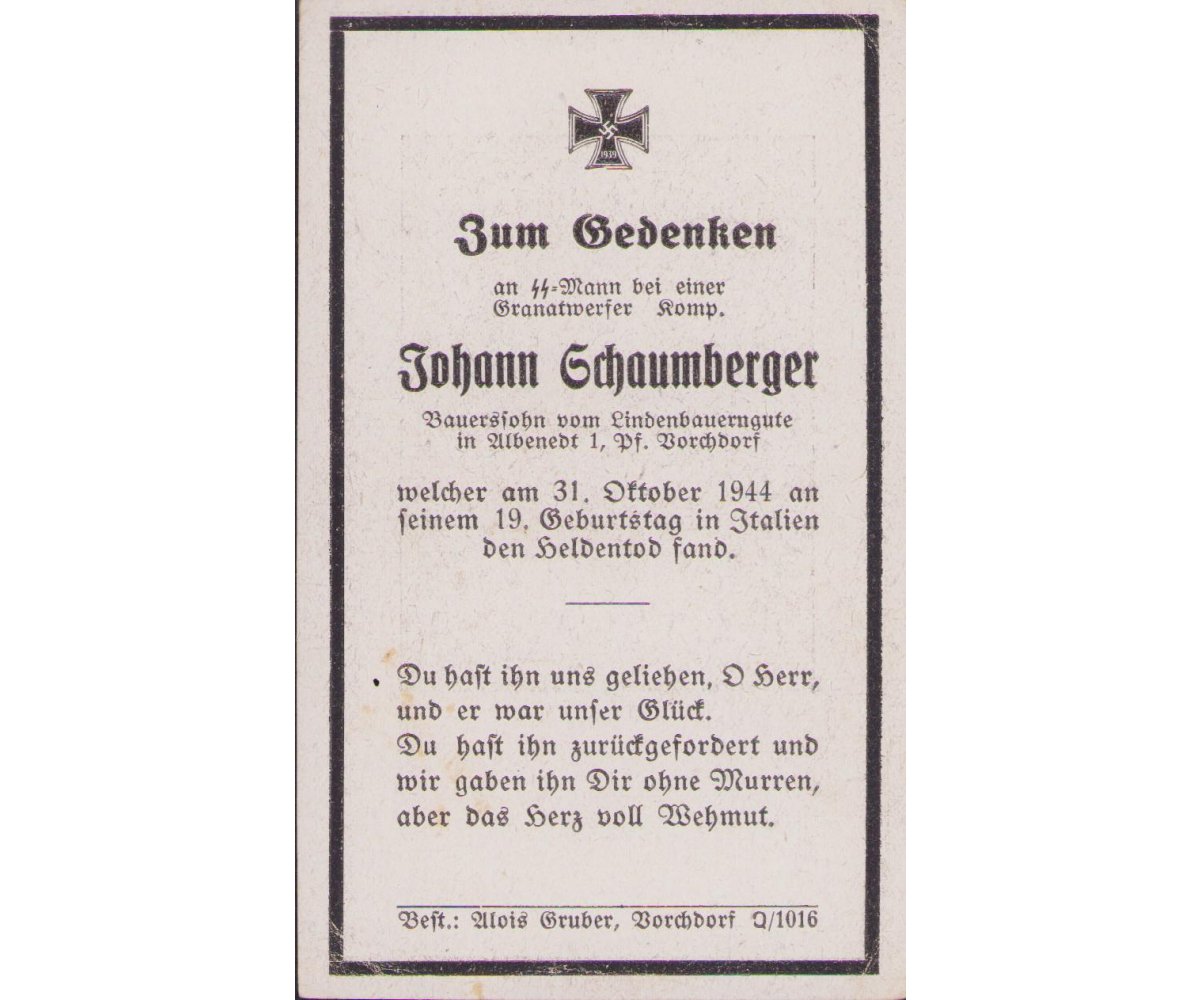 1939
Zum Gedenken
an ᛋᛋ-Mann bei einer
Granatwerfer Komp.
Johann Schaumberger
Bauerssohn vom Lindenbauerngute
in Albenedt 1, Pf. Vorchdorf
welcher am 31. Oktober 1944 an
seinem 19. Geburtstag in Italien
den Heldentod fand.
Du hast ihn uns geliehen, O Herr,
und er war unser Glück.
Du hast ihn zurückgefordert und
wir gaben ihn Dir ohne Murren,
aber das Herz voll Wehmut.
Best.: Alois Gruber, Vorchdorf Q/1016